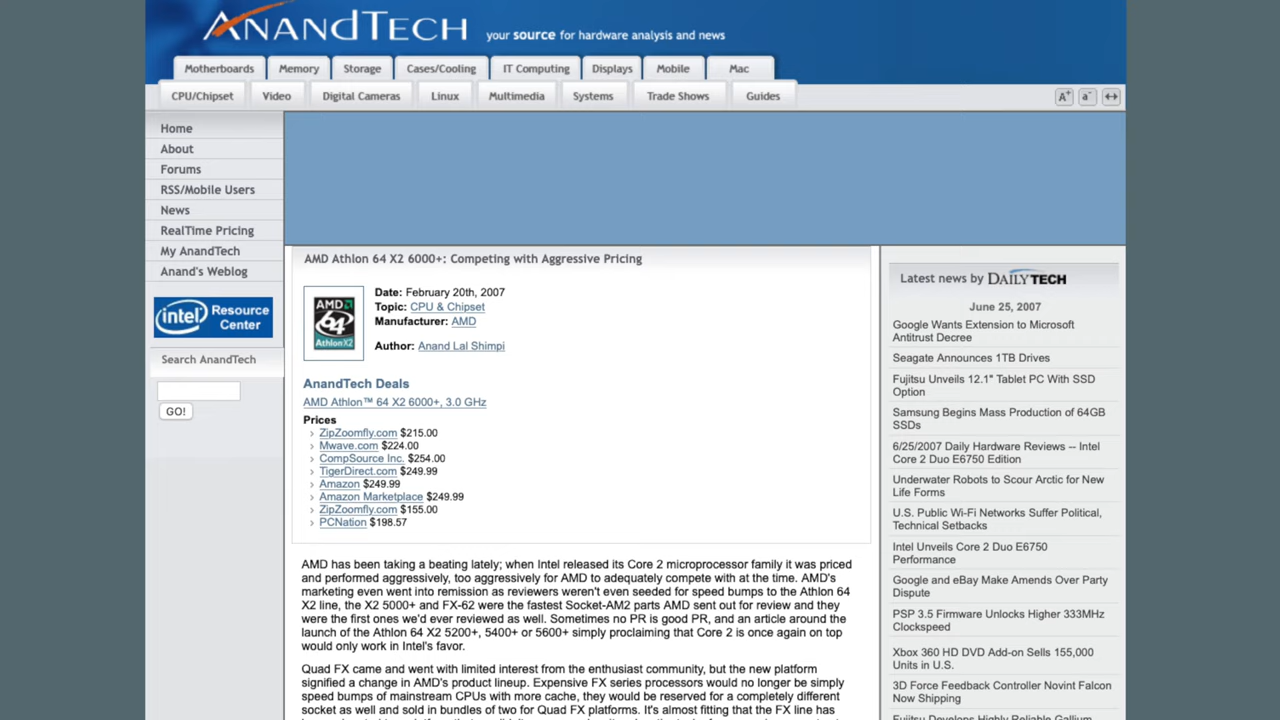 ANANDTECH
your source for hardware analysis and news
Motherboards Memory Storage Cases/Cooling IT Computing Displays Mobile Mac
CPU/Chipset Video Digital Cameras Linux Multimedia Systems Trade Shows Guides
A+ a-
Home
About
Forums
RSS/Mobile Users
News
RealTime Pricing
My AnandTech
Anand's Weblog
intel Resource
Center
Search AnandTech
GO!
AMD Athlon 64 X2 6000+: Competing with Aggressive Pricing
AMD
64
Athlon X2
Date: February 20th, 2007
Topic: CPU & Chipset
Manufacturer: AMD
Author: Anand Lal Shimpi
AnandTech Deals
AMD Athlon™ 64 X2 6000+, 3.0 GHz
Prices
› ZipZoomfly.com $215.00
› Mwave.com $224.00
› CompSource Inc. $254.00
› TigerDirect.com $249.99
› Amazon $249.99
› Amazon Marketplace $249.99
› ZipZoomfly.com $155.00
› PCNation $198.57
AMD has been taking a beating lately; when Intel released its Core 2 microprocessor family it was priced
and performed aggressively, too aggressively for AMD to adequately compete with at the time. AMD's
marketing even went into remission as reviewers weren't even seeded for speed bumps to the Athlon 64
X2 line, the X2 5000+ and FX-62 were the fastest Socket-AM2 parts AMD sent out for review and they
were the first ones we'd ever reviewed as well. Sometimes no PR is good PR, and an article around the
launch of the Athlon 64 X2 5200+, 5400+ or 5600+ simply proclaiming that Core 2 is once again on top
would only work in Intel's favor.
Quad FX came and went with limited interest from the enthusiast community, but the new platform
signified a change in AMD's product lineup. Expensive FX series processors would no longer be simply
speed bumps of mainstream CPUs with more cache, they would be reserved for a completely different
socket as well and sold in bundles of two for Quad FX platforms. It's almost fitting that the FX line has
Latest news by DAILYTECH
June 25, 2007
Google Wants Extension to Microsoft
Antitrust Decree
Seagate Announces 1TB Drives
Fujitsu Unveils 12.1" Tablet PC With SSD
Option
Samsung Begins Mass Production of 64GB
SSDs
6/25/2007 Daily Hardware Reviews -- Intel
Core 2 Duo E6750 Edition
Underwater Robots to Scour Arctic for New
Life Forms
U.S. Public Wi-Fi Networks Suffer Political,
Technical Setbacks
Intel Unveils Core 2 Duo E6750
Performance
Google and eBay Make Amends Over Party
Dispute
PSP 3.5 Firmware Unlocks Higher 333MHz
Clockspeed
Xbox 360 HD DVD Add-on Sells 155,000
Units in U.S.
3D Force Feedback Controller Novint Falcon
Now Shipping
Fujitsu Develops Highly Reliable Gallium